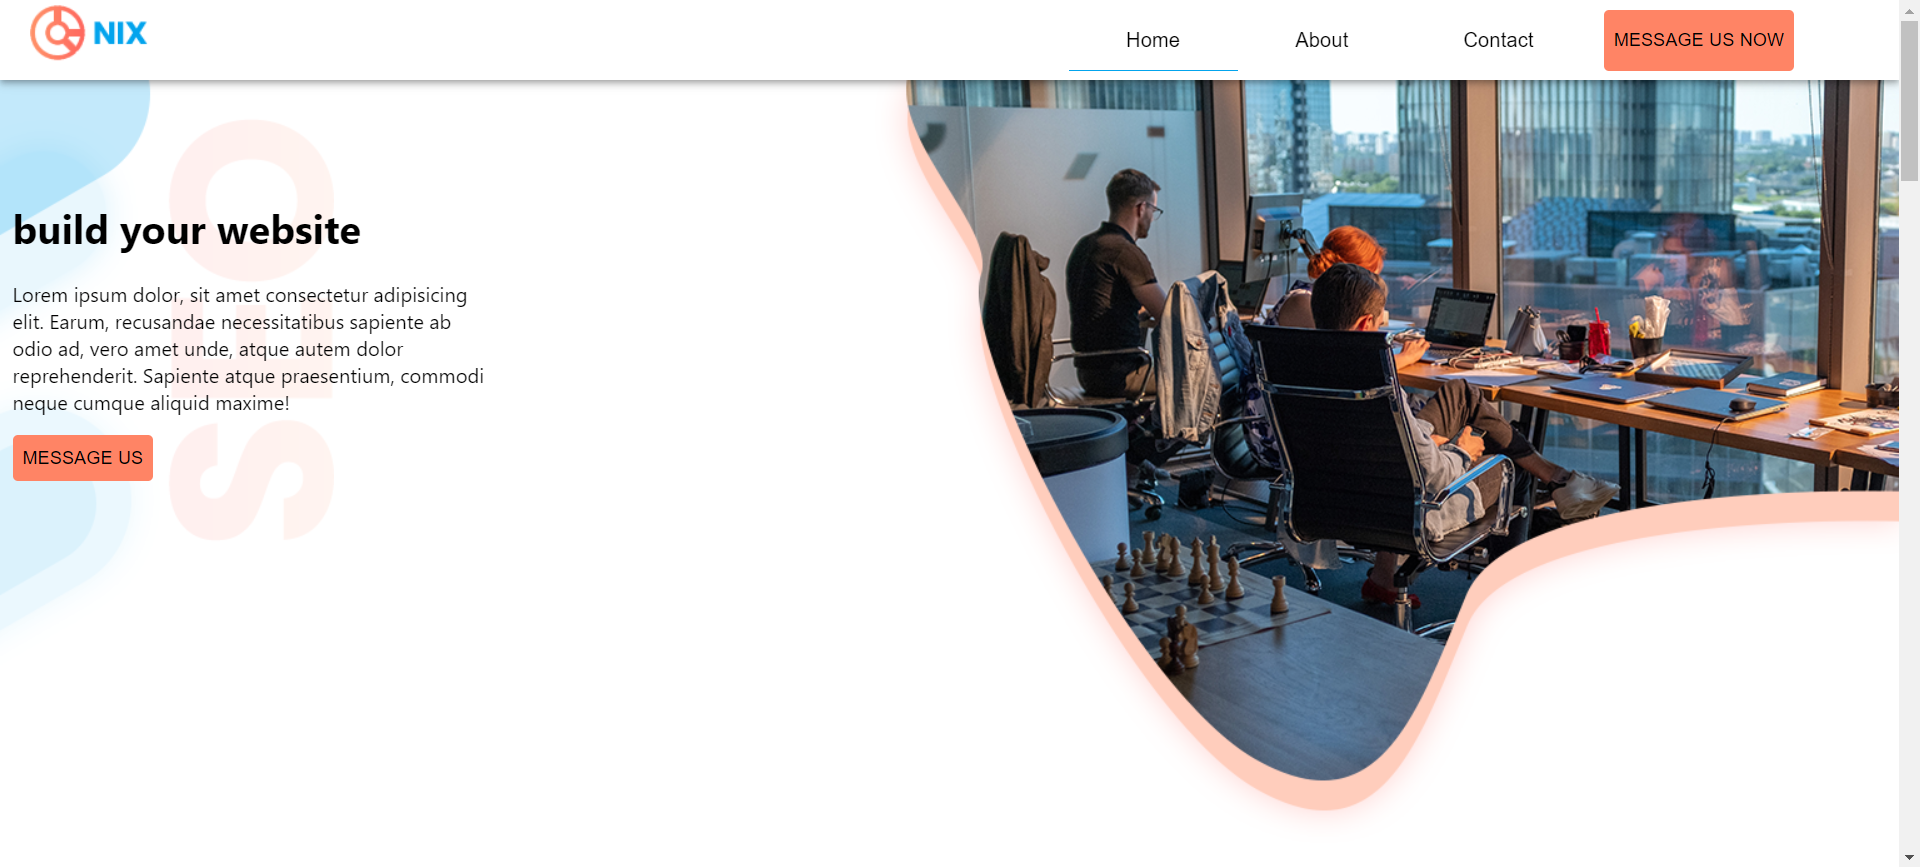 NIX
Home
About
Contact
MESSAGE US NOW
SEO
build your website
Lorem ipsum dolor, sit amet consectetur adipisicing
elit. Earum, recusandae necessitatibus sapiente ab
odio ad, vero amet unde, atque autem dolor
reprehenderit. Sapiente atque praesentium, commodi
neque cumque aliquid maxime!
MESSAGE US